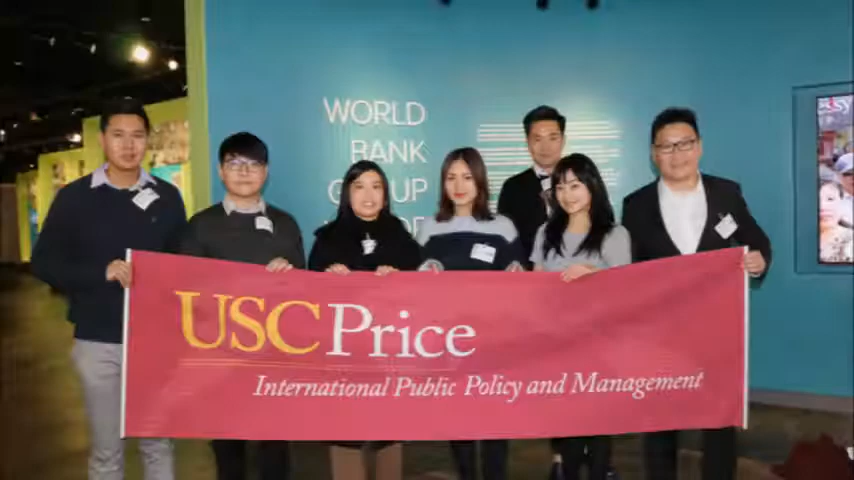 WORLD
BANK
USC Price
International Public Policy and Management